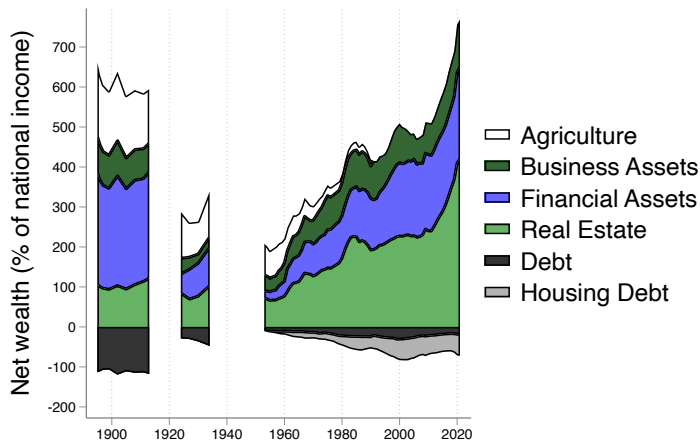 Net wealth (% of national income)
700
600
500
400
300
200
100
0
-100
-200
1900
1920
1940
1960
1980
2000
2020
Agriculture
Business Assets
Financial Assets
Real Estate
Debt
Housing Debt